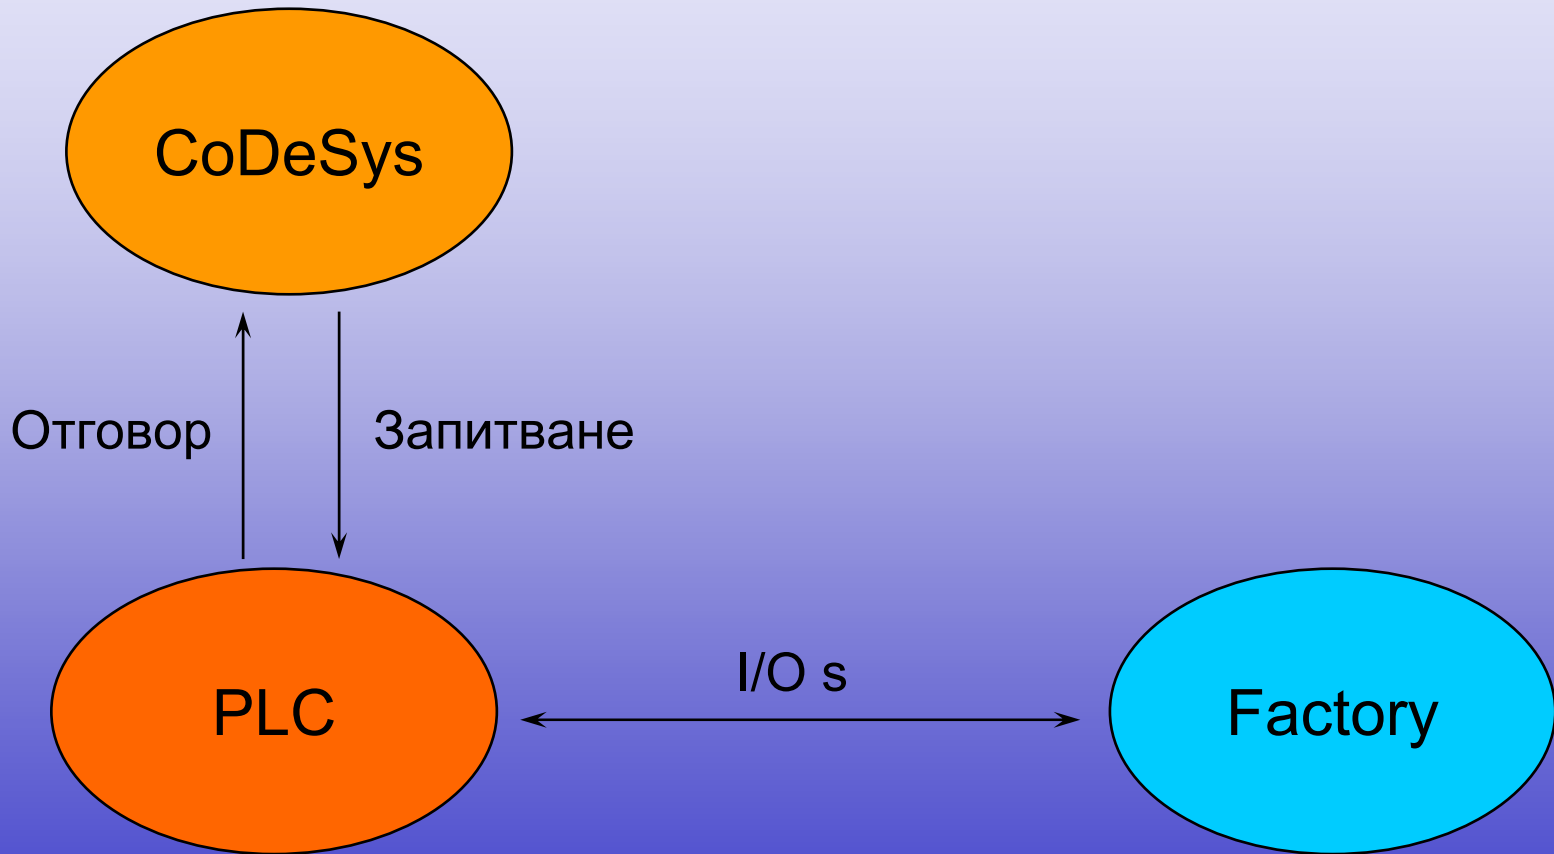 CoDeSys
Отговор
Запитване
I/O s
PLC
Factory